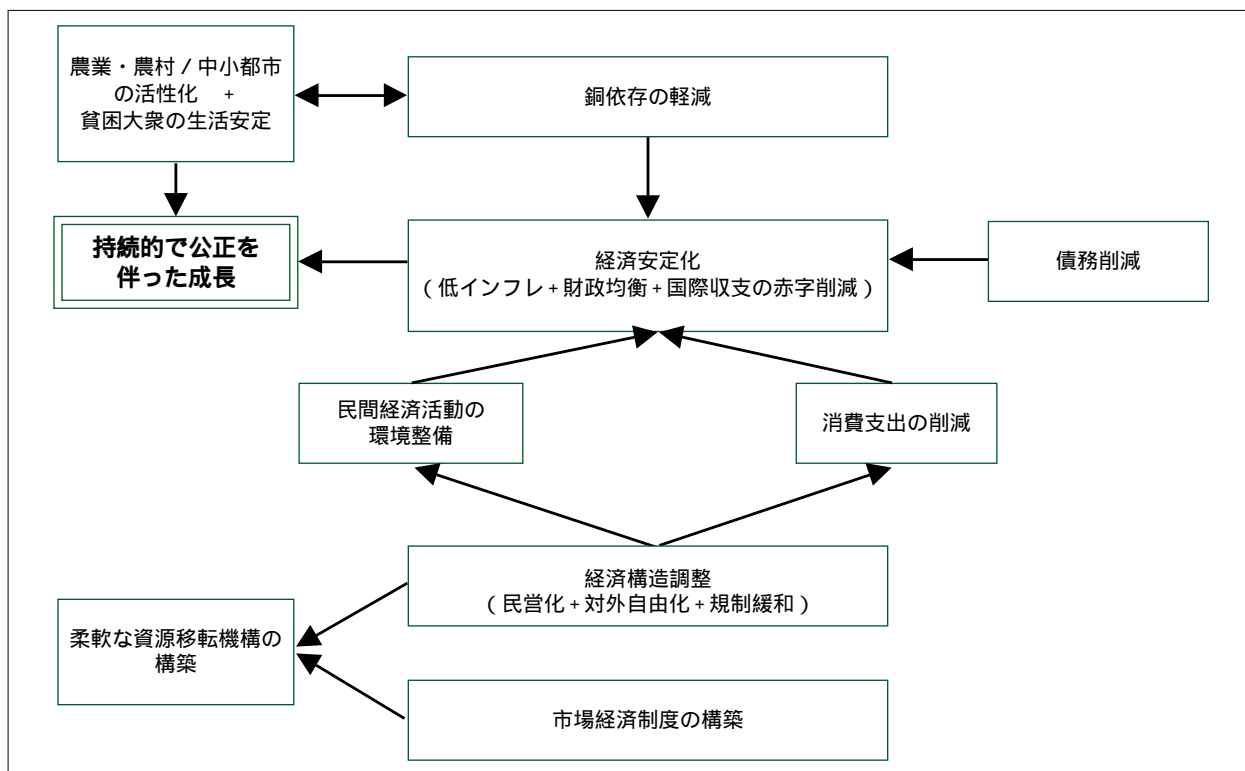 農業・農村 / 中小都市
の活性化　+
貧困大衆の生活安定
銅依存の軽減
持続的で公正を
伴った成長
経済安定化
( 低インフレ + 財政均衡 + 国際収支の赤字削減 )
債務削減
民間経済活動の
環境整備
消費支出の削減
経済構造調整
( 民営化 + 対外自由化 + 規制緩和 )
柔軟な資源移転機構の
構築
市場経済制度の構築